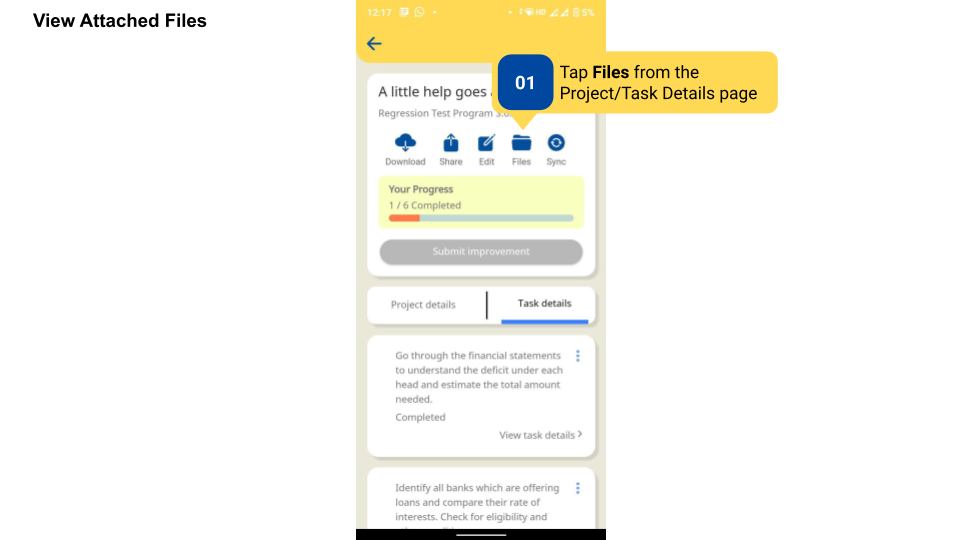 View Attached Files
12:17
HD
5%
01
Tap Files from the
Project/Task Details page
A little help goes
Regression Test Program
Download Share Edit Files Sync
Your Progress
1 / 6 Completed
Submit improvement
Project details Task details
Go through the financial statements
to understand the deficit under each
head and estimate the total amount
needed.
Completed
View task details
Identify all banks which are offering
loans and compare their rate of
interests. Check for eligibility and